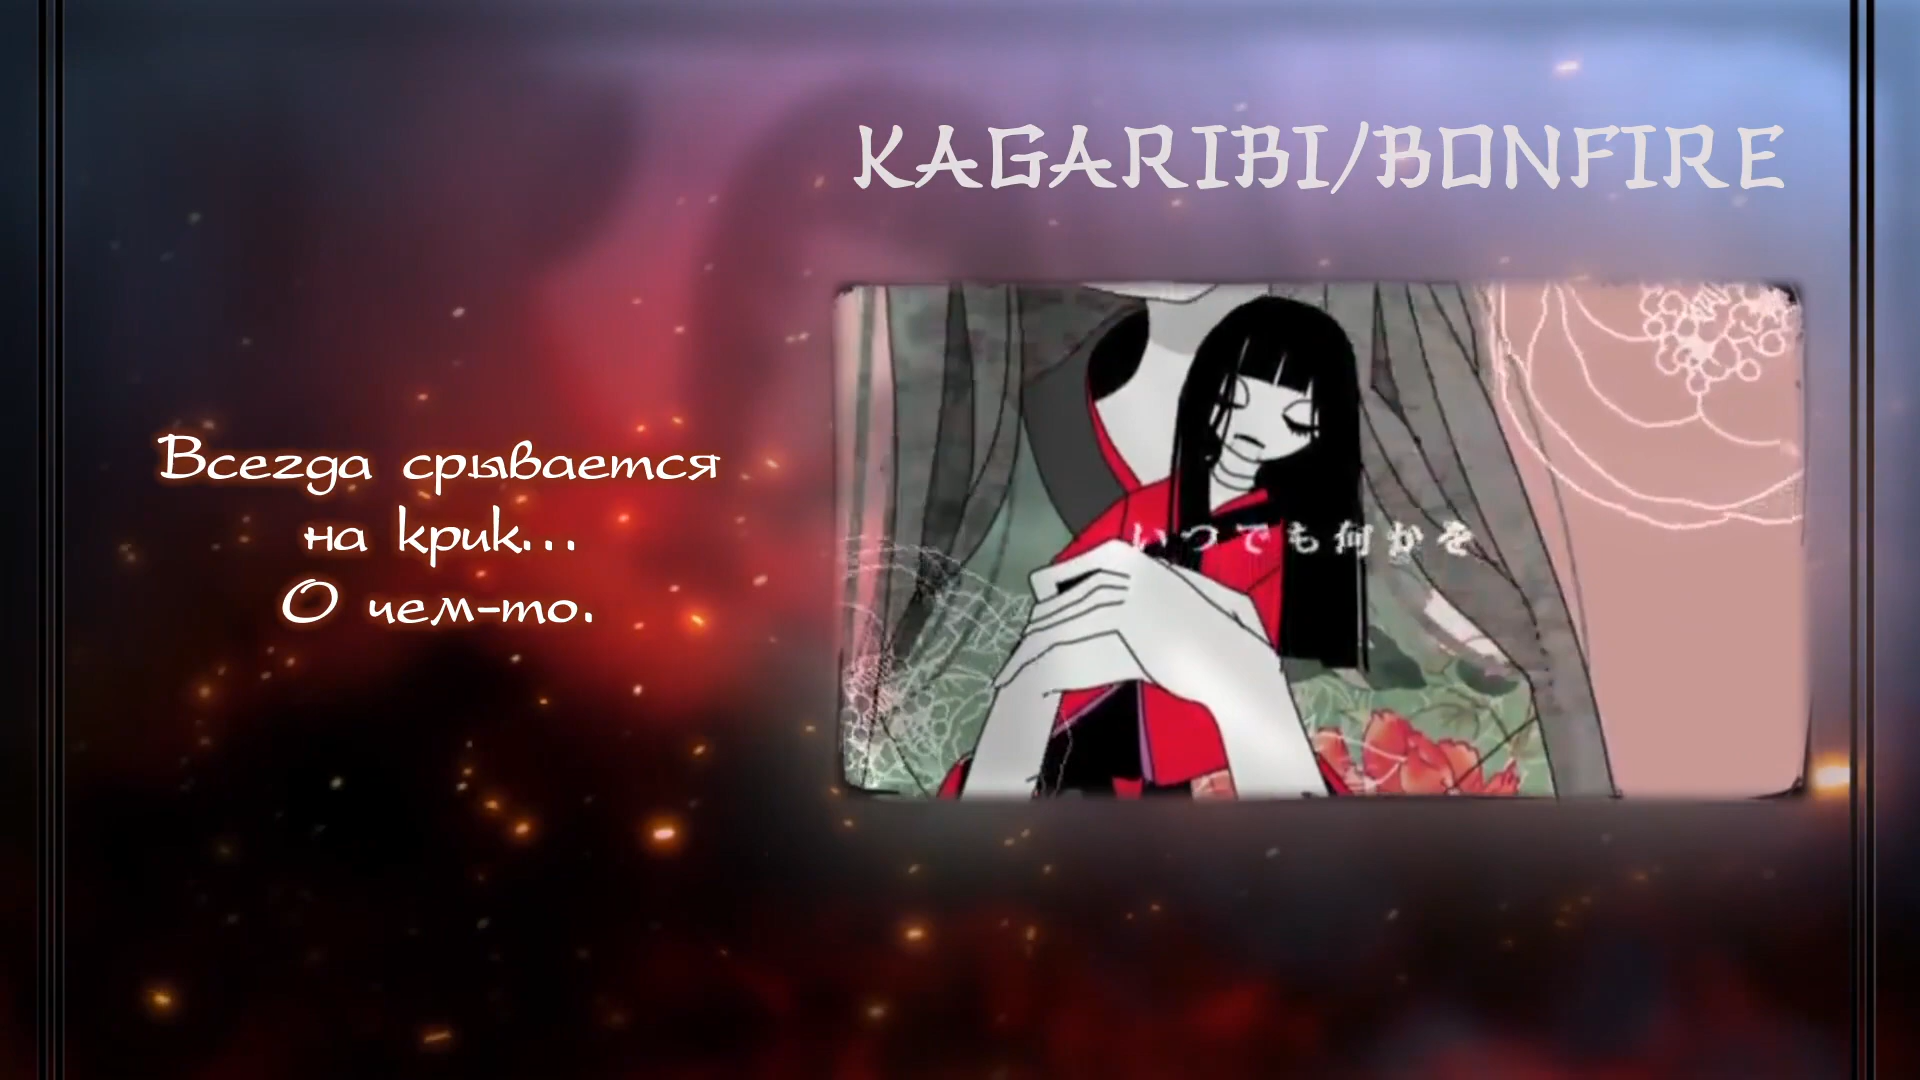 KAGARIBI/BONFIRE
Всегда срывается
на крик...
О чем-то.
いつでも何かを